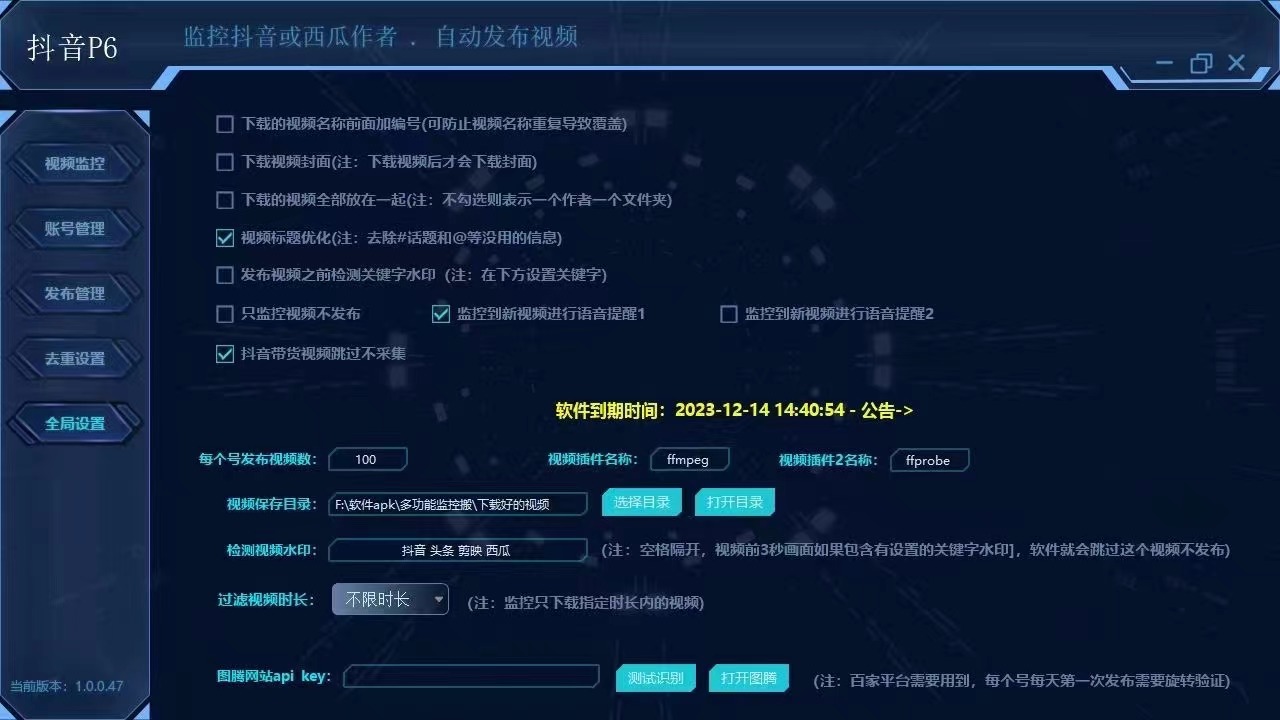 抖音P6
监控抖音或西瓜作者 . 自动发布视频
视频监控
账号管理
发布管理
去重设置
全局设置
当前版本：1.0.0.47
下载的视频名称前面加编号(可防止视频名称重复导致覆盖)
下载视频封面(注：下载视频后才会下载封面)
下载的视频全部放在一起(注：不勾选则表示一个作者一个文件夹)
视频标题优化(注：去除#话题和@等没用的信息)
发布视频之前检测关键字水印（注：在下方设置关键字)
只监控视频不发布 监控到新视频进行语音提醒1 监控到新视频进行语音提醒2
抖音带货视频跳过不采集
软件到期时间：2023-12-14 14:40:54 - 公告->
每个号发布视频数： 100 视频插件名称： ffmpeg 视频插件2名称： ffprobe
视频保存目录： F:\软件apk\多功能监控搬\下载好的视频 选择目录 打开目录
检测视频水印： 抖音 头条 剪映 西瓜 (注：空格隔开，视频前3秒画面如果包含有设置的关键字水印]，软件就会跳过这个视频不发布)
过滤视频时长： 不限时长 (注：监控只下载指定时长内的视频)
图腾网站api key： 测试识别 打开图腾 (注：百家平台需要用到，每个号每天第一次发布需要旋转验证)